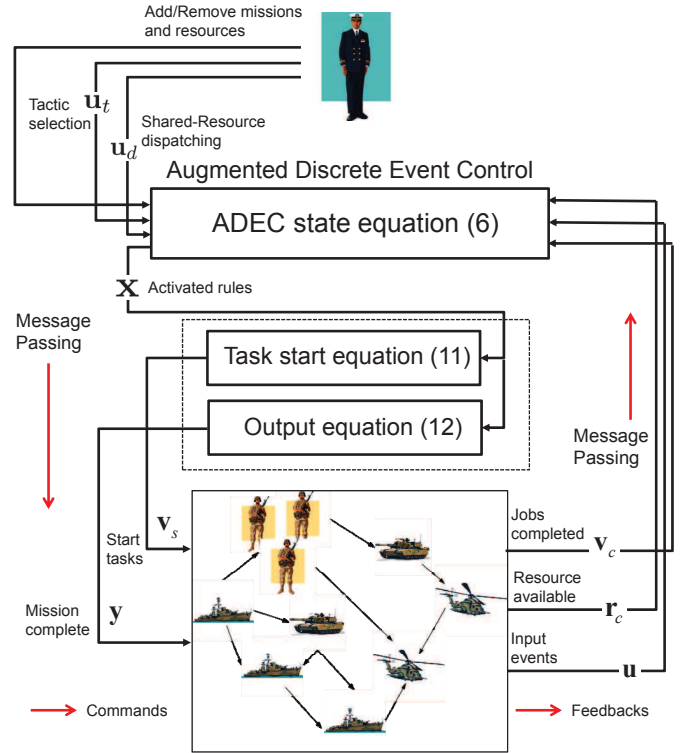 Add/Remove missions
and resources
Tactic
selection
u_t
u_d
Shared-Resource
dispatching
Augmented Discrete Event Control
ADEC state equation (6)
x
Activated rules
Message
Passing
Task start equation (11)
Output equation (12)
Message
Passing
v_s
Start
tasks
Jobs
completed
v_c
Resource
available
r_c
Mission
complete
y
Input
events
u
Commands
Feedbacks